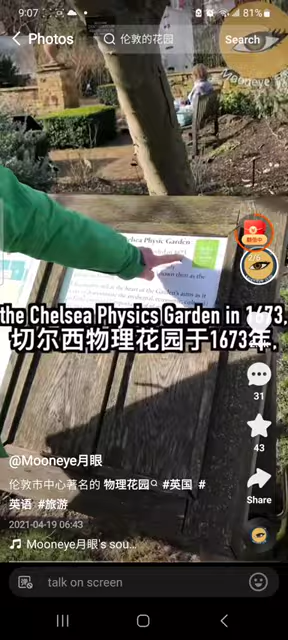 9:07
81%
Photos
伦敦的花园
Search
Mooneye
Chelsea Physic Garden
the Chelsea Physics Garden in 1673,
切尔西物理花园于1673年,
31
43
Share
@Mooneye月眼
伦敦市中心著名的 物理花园 #英国 #
英语 #旅游
2021-04-19 06:43
Mooneye月眼's sou...
talk on screen